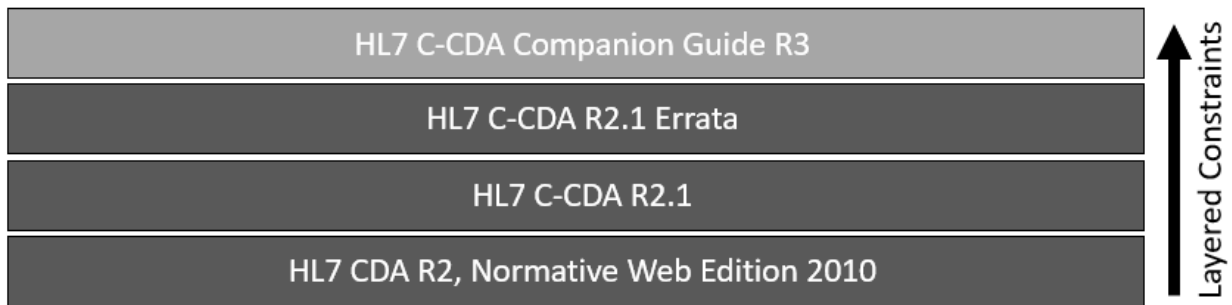 HL7 C-CDA Companion Guide R3
HL7 C-CDA R2.1 Errata
HL7 C-CDA R2.1
HL7 CDA R2, Normative Web Edition 2010
Layered Constraints